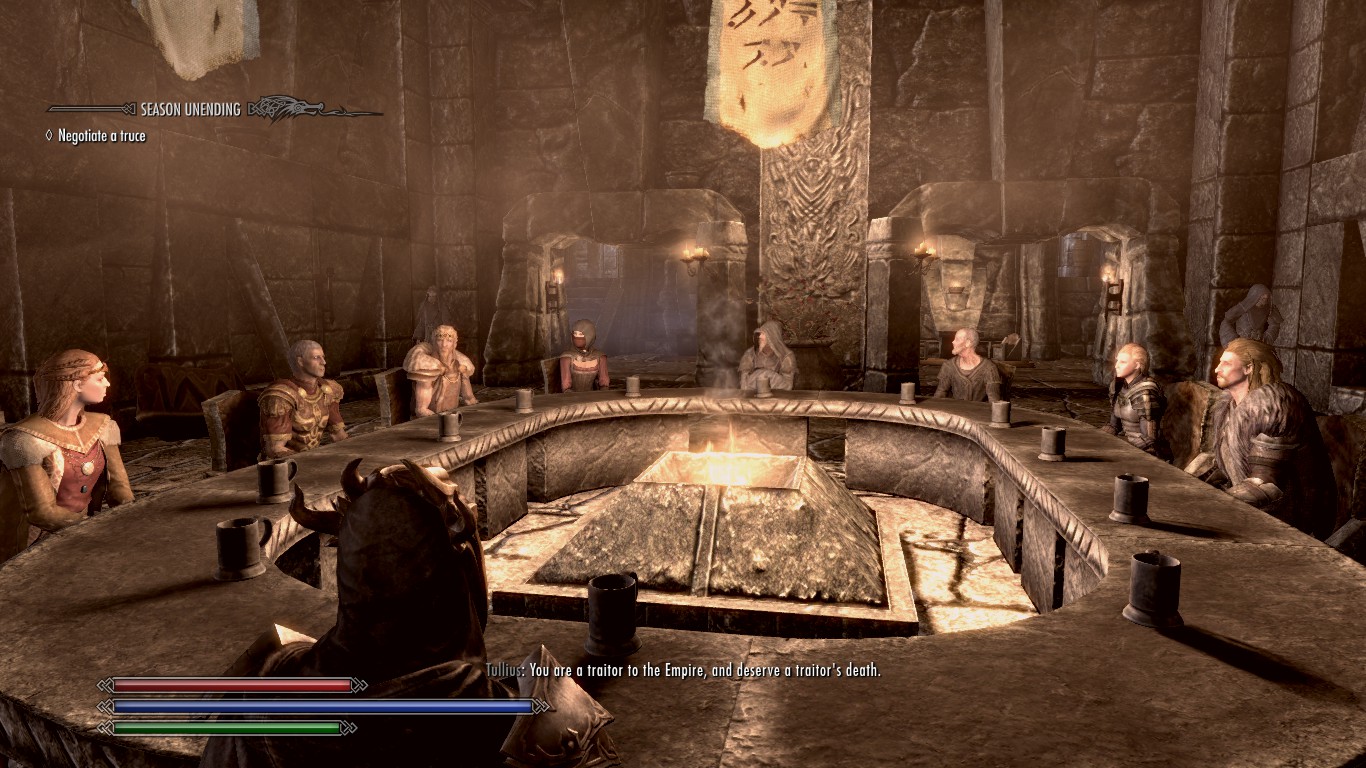 SEASON UNENDING
◊ Negotiate a truce
Tullius: You are a traitor to the Empire, and deserve a traitor's death.